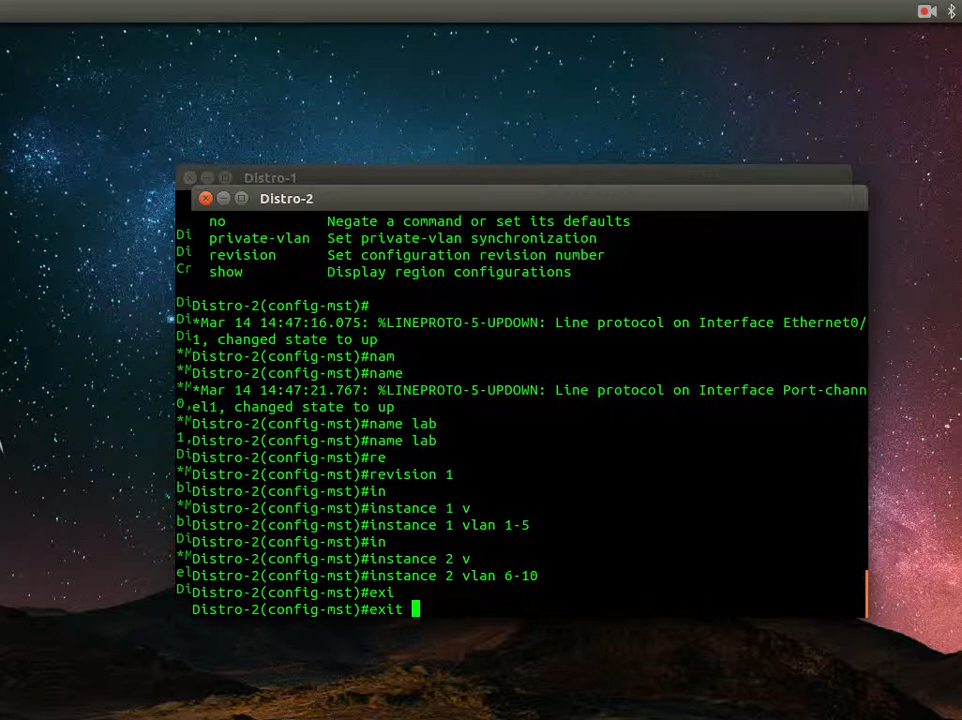 Distro-1
Distro-2
no Negate a command or set its defaults
private-vlan Set private-vlan synchronization
revision Set configuration revision number
show Display region configurations
Distro-2(config-mst)#
*Mar 14 14:47:16.075: %LINEPROTO-5-UPDOWN: Line protocol on Interface Ethernet0/
1, changed state to up
Distro-2(config-mst)#nam
Distro-2(config-mst)#name
*Mar 14 14:47:21.767: %LINEPROTO-5-UPDOWN: Line protocol on Interface Port-chann
el1, changed state to up
Distro-2(config-mst)#name lab
Distro-2(config-mst)#name lab
Distro-2(config-mst)#re
Distro-2(config-mst)#revision 1
Distro-2(config-mst)#in
Distro-2(config-mst)#instance 1 v
Distro-2(config-mst)#instance 1 vlan 1-5
Distro-2(config-mst)#in
Distro-2(config-mst)#instance 2 v
Distro-2(config-mst)#instance 2 vlan 6-10
Distro-2(config-mst)#exi
Distro-2(config-mst)#exit